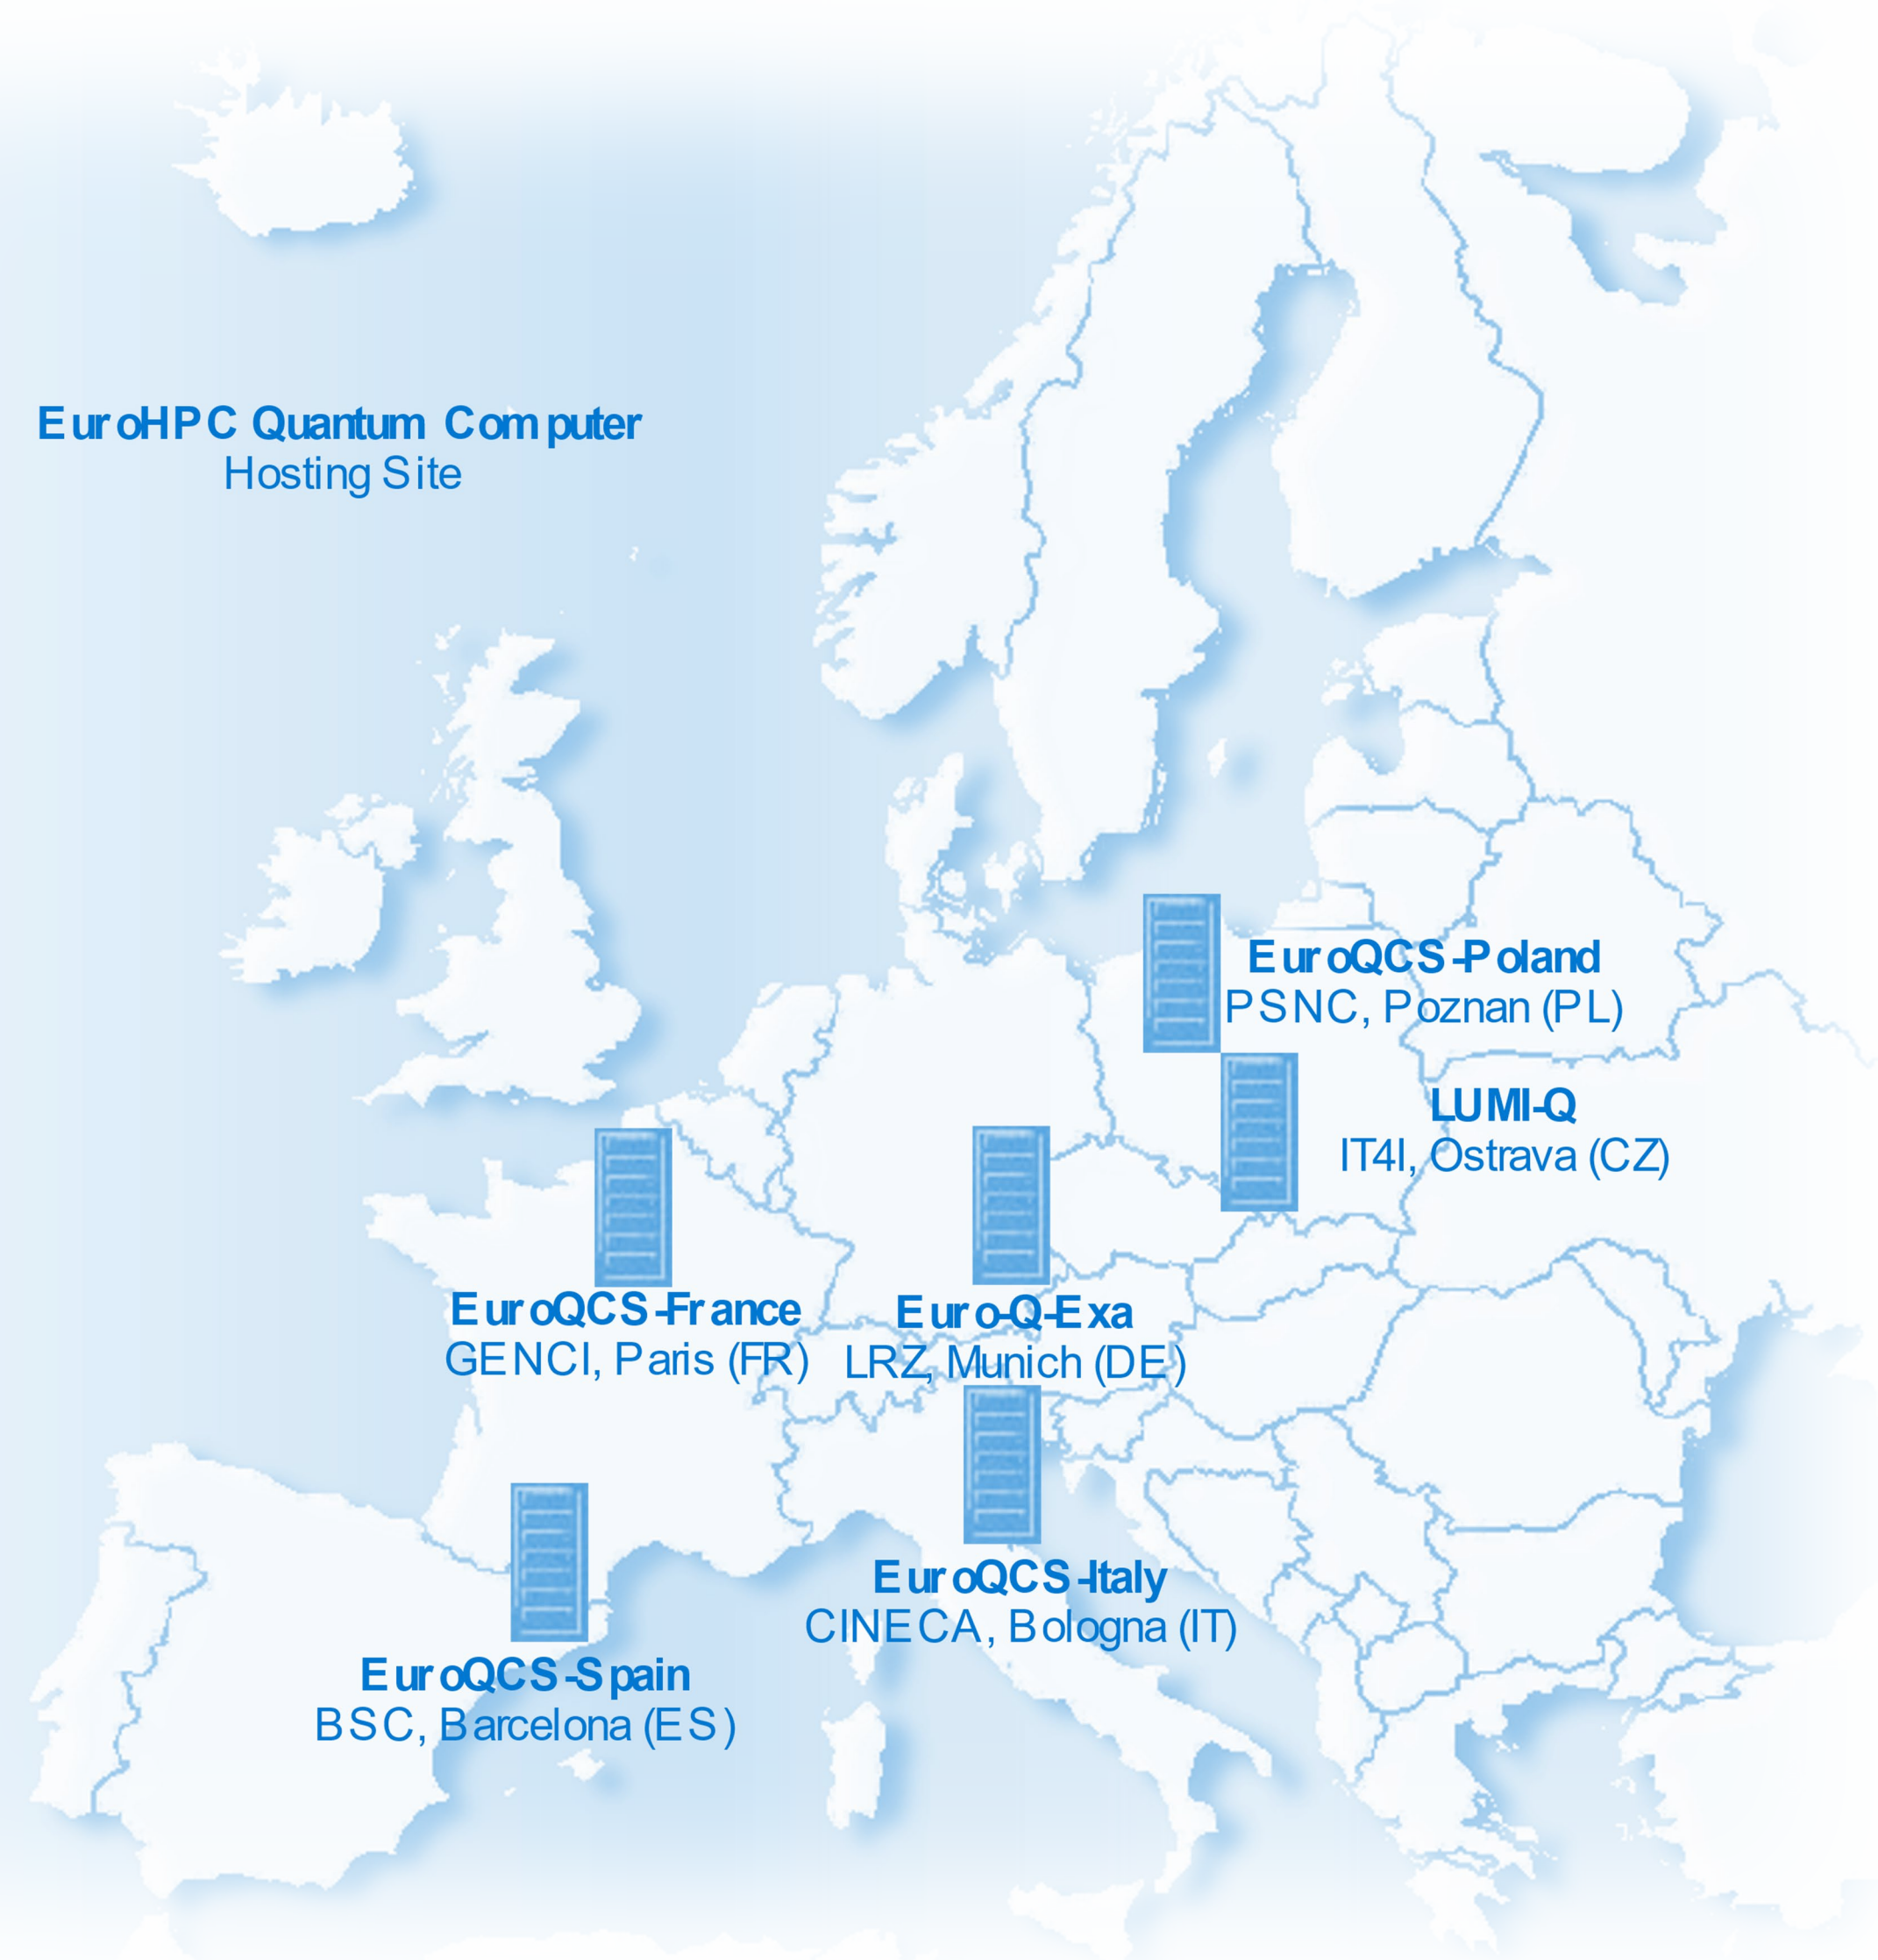 EuroHPC Quantum Computer
Hosting Site
EuroQCS-Poland
PSNC, Poznan (PL)
LUMI-Q
IT4I, Ostrava (CZ)
EuroQCS-France
GENCI, Paris (FR)
Euro-Q-Exa
LRZ, Munich (DE)
EuroQCS-Italy
CINECA, Bologna (IT)
EuroQCS-Spain
BSC, Barcelona (ES)